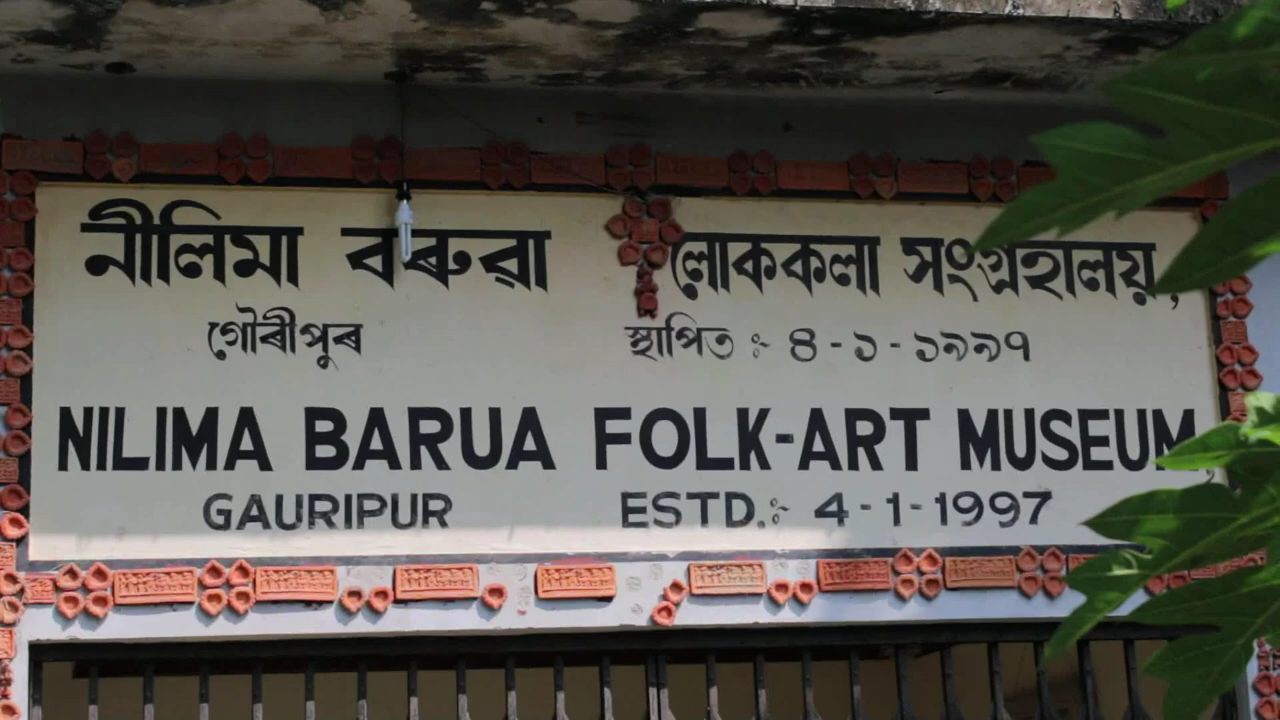 নীলিমা বৰুৱা লোককলা সংগ্ৰহালয়,
গৌৰীপুৰ স্থাপিত :- ৪-১-১৯৯৭
NILIMA BARUA FOLK-ART MUSEUM,
GAURIPUR ESTD.:- 4-1-1997